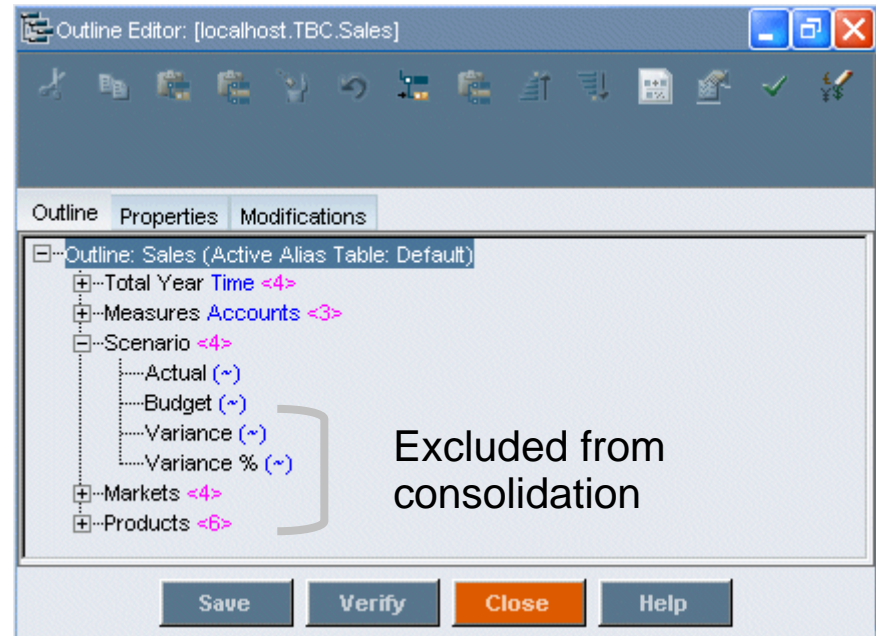 Outline Editor: [localhost.TBC.Sales]
Outline Properties Modifications
Outline: Sales (Active Alias Table: Default)
Total Year Time <4>
Measures Accounts <3>
Scenario <4>
Actual (~)
Budget (~)
Variance (~)
Variance % (~)
Markets <4>
Products <6>
Excluded from
consolidation
Save Verify Close Help